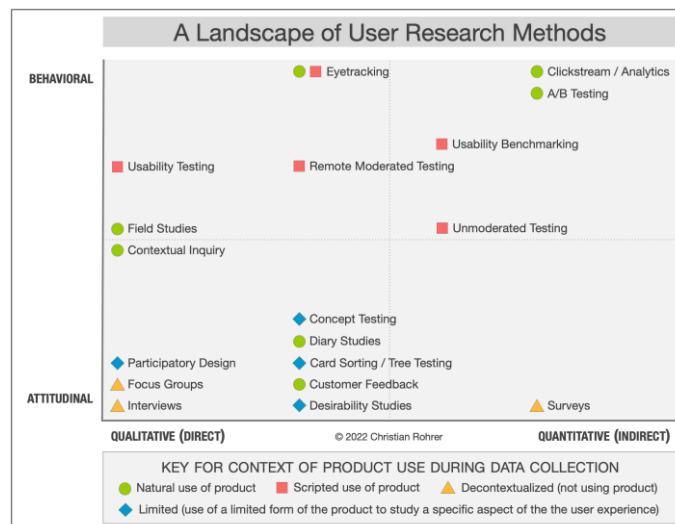 A Landscape of User Research Methods
BEHAVIORAL
Eyetracking
Clickstream / Analytics
A/B Testing
Usability Benchmarking
Usability Testing
Remote Moderated Testing
Field Studies
Unmoderated Testing
Contextual Inquiry
Concept Testing
Diary Studies
Participatory Design
Card Sorting / Tree Testing
Focus Groups
Customer Feedback
ATTITUDINAL
Interviews
Desirability Studies
Surveys
QUALITATIVE (DIRECT)
© 2022 Christian Rohrer
QUANTITATIVE (INDIRECT)
KEY FOR CONTEXT OF PRODUCT USE DURING DATA COLLECTION
Natural use of product
Scripted use of product
Decontextualized (not using product)
Limited (use of a limited form of the product to study a specific aspect of the the user experience)